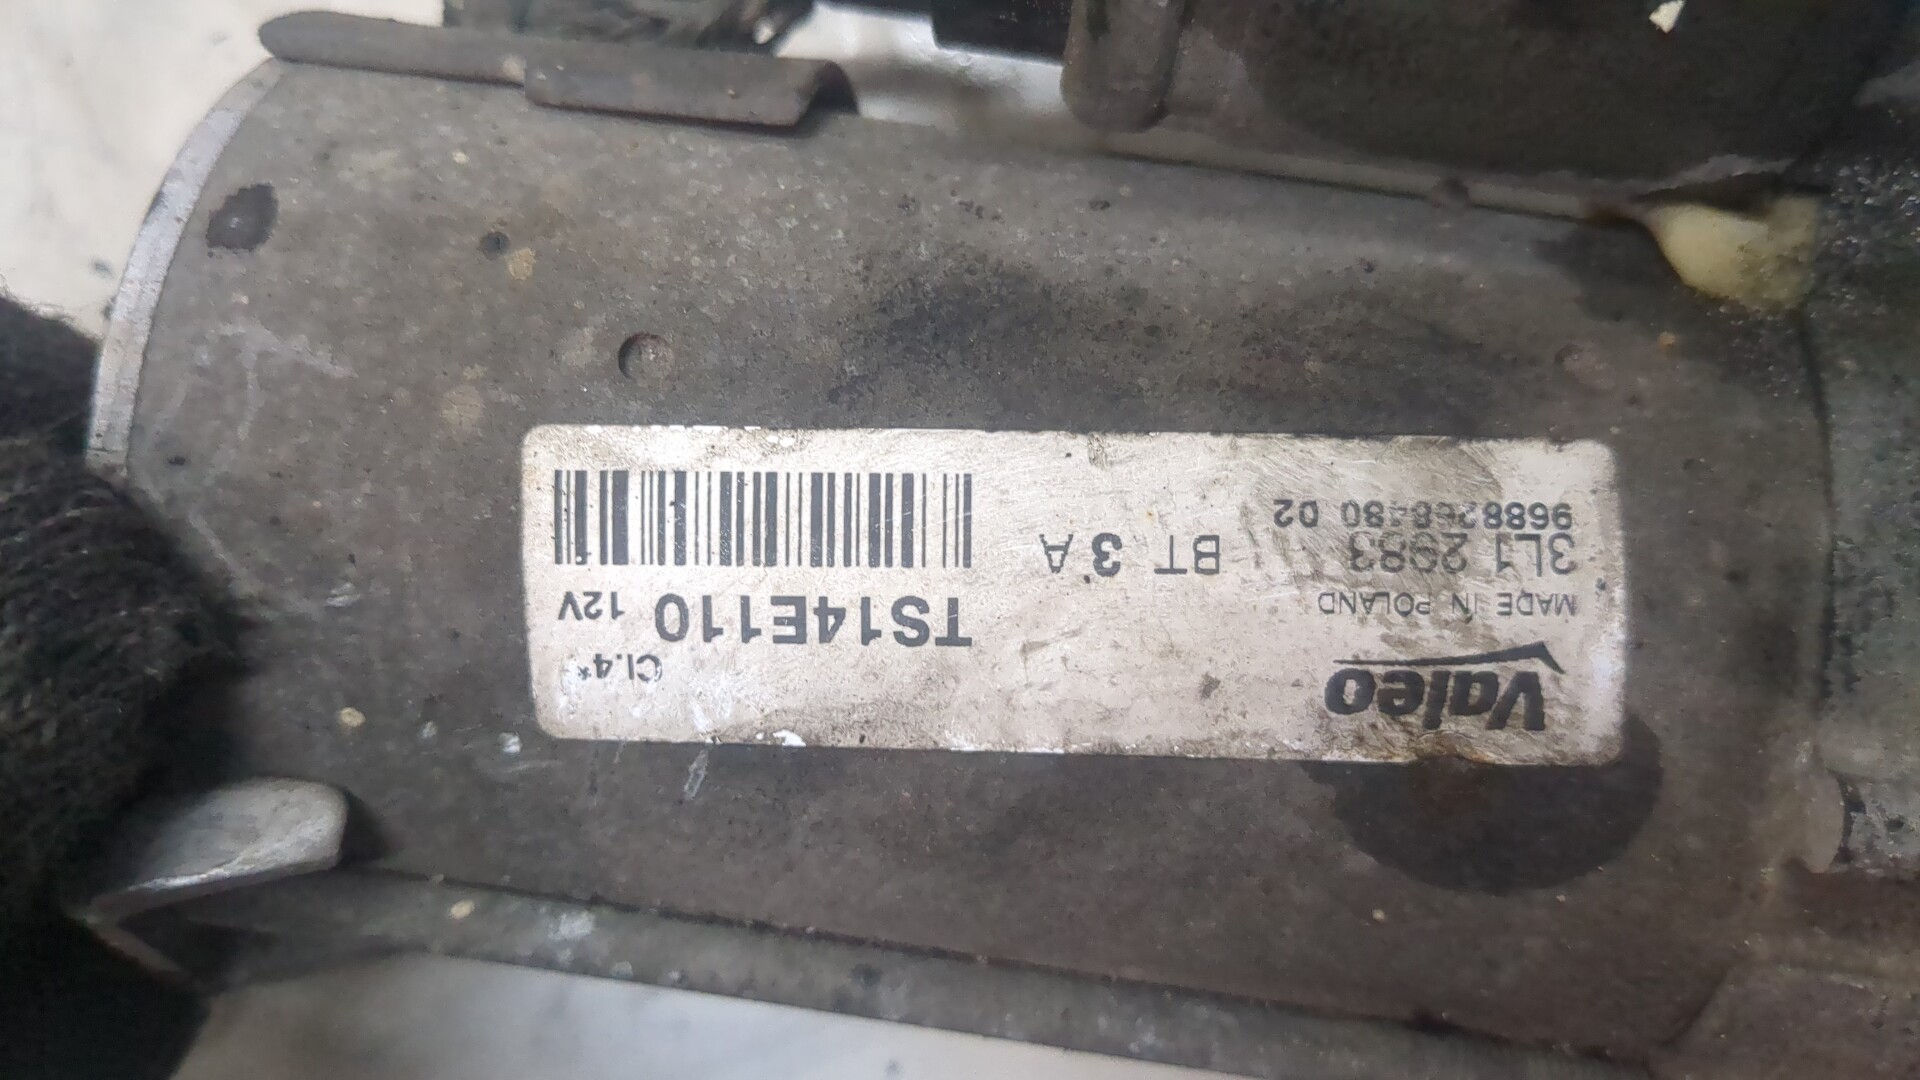 Valeo
Cl.4*
MADE IN POLAND
TS14E110 12V
3L1 2983
BT 3 A
9688268480 02